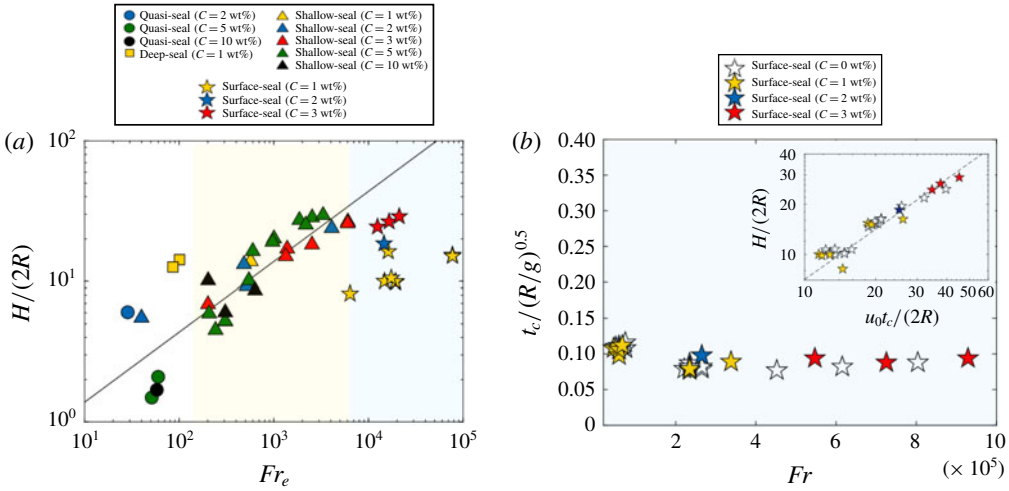 Quasi-seal (C = 2 wt%)
Quasi-seal (C = 5 wt%)
Quasi-seal (C = 10 wt%)
Deep-seal (C = 1 wt%)
Shallow-seal (C = 1 wt%)
Shallow-seal (C = 2 wt%)
Shallow-seal (C = 3 wt%)
Shallow-seal (C = 5 wt%)
Shallow-seal (C = 10 wt%)
Surface-seal (C = 1 wt%)
Surface-seal (C = 2 wt%)
Surface-seal (C = 3 wt%)
(a)
10²
10¹
10⁰
H/(2R)
10¹ 10² 10³ 10⁴ 10⁵
Frₑ
Surface-seal (C = 0 wt%)
Surface-seal (C = 1 wt%)
Surface-seal (C = 2 wt%)
Surface-seal (C = 3 wt%)
(b)
0.40
0.35
0.30
0.25
0.20
0.15
0.10
0.05
0
t_c/(R/g)^0.5
2 4 6 8 10
Fr
(× 10⁵)
40
30
20
10
H/(2R)
10 20 30 40 50 60
u₀t_c/(2R)